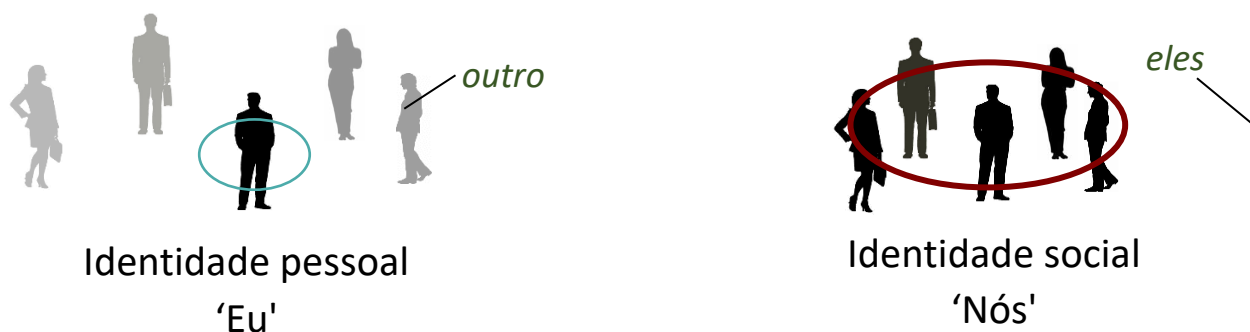 outro
eles
Identidade pessoal
‘Eu'
Identidade social
‘Nós'